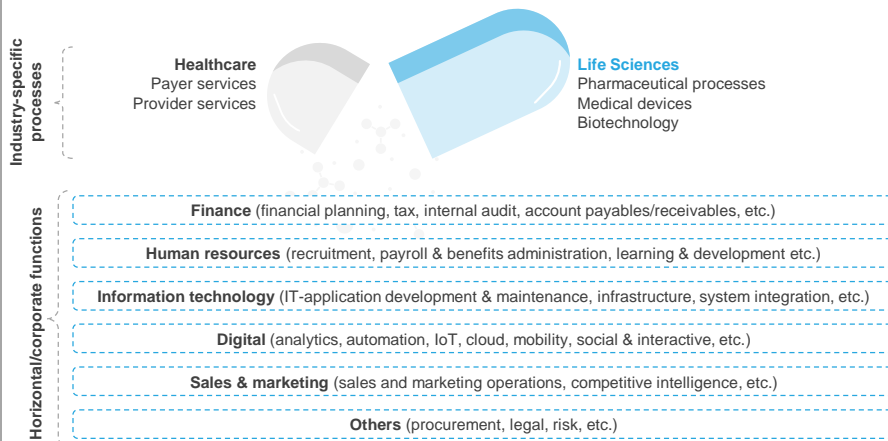 Industry-specific
processes
Healthcare
Payer services
Provider services
Life Sciences
Pharmaceutical processes
Medical devices
Biotechnology
Horizontal/corporate functions
Finance (financial planning, tax, internal audit, account payables/receivables, etc.)
Human resources (recruitment, payroll & benefits administration, learning & development etc.)
Information technology (IT-application development & maintenance, infrastructure, system integration, etc.)
Digital (analytics, automation, IoT, cloud, mobility, social & interactive, etc.)
Sales & marketing (sales and marketing operations, competitive intelligence, etc.)
Others (procurement, legal, risk, etc.)